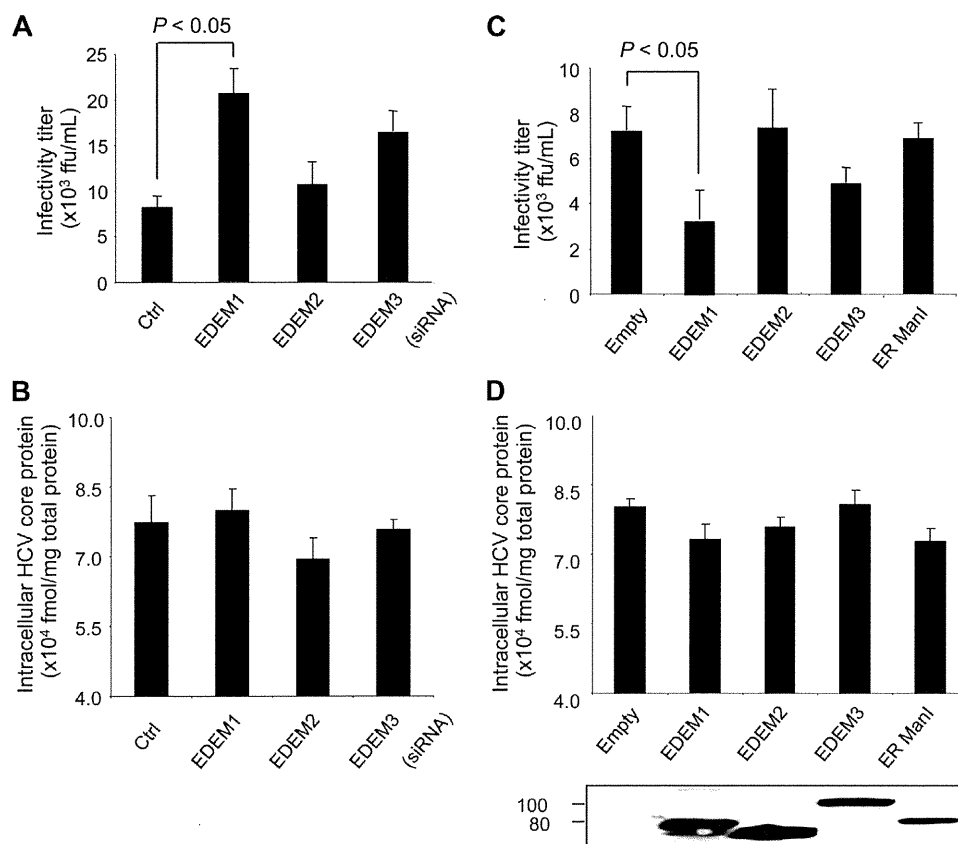 A
P < 0.05
Infectivity titer
(x10³ ffu/mL)
25
20
15
10
5
0
Ctrl
EDEM1
EDEM2
EDEM3
(siRNA)
C
P < 0.05
Infectivity titer
(x10³ ffu/mL)
10
8
6
4
2
0
Empty
EDEM1
EDEM2
EDEM3
ER ManI
B
Intracellular HCV core protein
(x10⁴ fmol/mg total protein)
10.0
8.5
7.0
5.5
4.0
Ctrl
EDEM1
EDEM2
EDEM3
(siRNA)
D
Intracellular HCV core protein
(x10⁴ fmol/mg total protein)
10.0
8.5
7.0
5.5
4.0
Empty
EDEM1
EDEM2
EDEM3
ER ManI
100
80